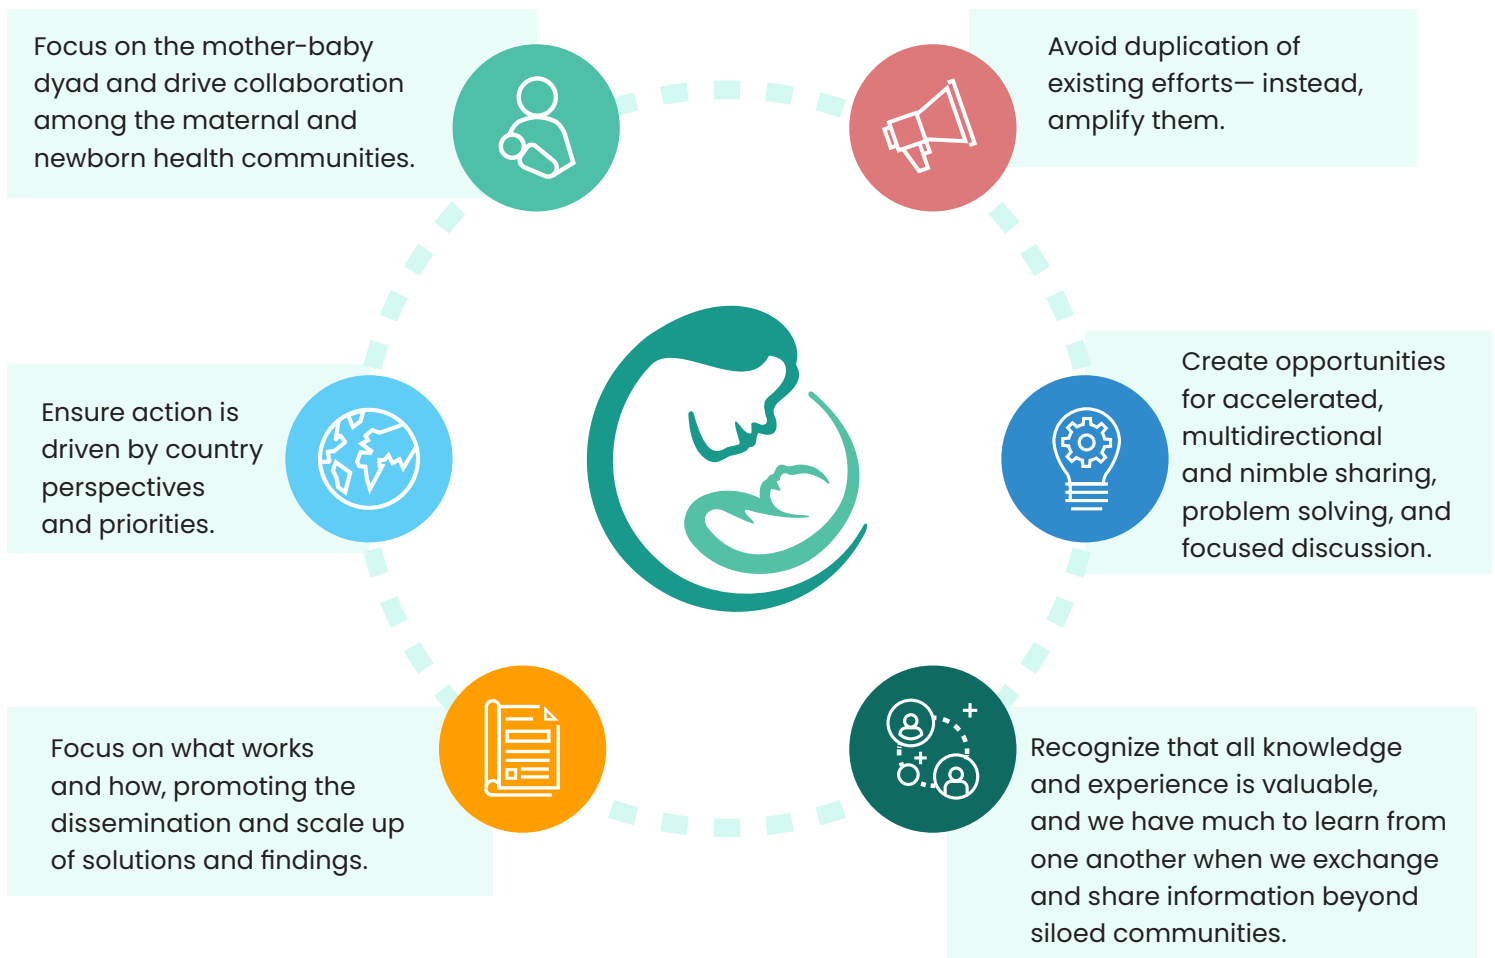 Focus on the mother-baby
dyad and drive collaboration
among the maternal and
newborn health communities.
Avoid duplication of
existing efforts— instead,
amplify them.
Ensure action is
driven by country
perspectives
and priorities.
Create opportunities
for accelerated,
multidirectional
and nimble sharing,
problem solving, and
focused discussion.
Focus on what works
and how, promoting the
dissemination and scale up
of solutions and findings.
Recognize that all knowledge
and experience is valuable,
and we have much to learn from
one another when we exchange
and share information beyond
siloed communities.